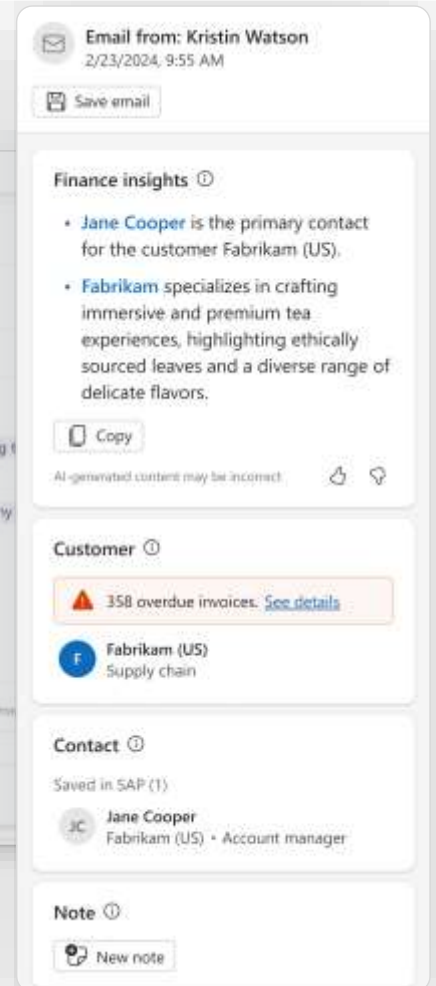 Email from: Kristin Watson
2/23/2024, 9:55 AM
Save email
Finance insights
• Jane Cooper is the primary contact
for the customer Fabrikam (US).
• Fabrikam specializes in crafting
immersive and premium tea
experiences, highlighting ethically
sourced leaves and a diverse range of
delicate flavors.
Copy
AI-generated content may be incorrect
Customer
358 overdue invoices. See details
F
Fabrikam (US)
Supply chain
Contact
Saved in SAP (1)
JC
Jane Cooper
Fabrikam (US) • Account manager
Note
New note